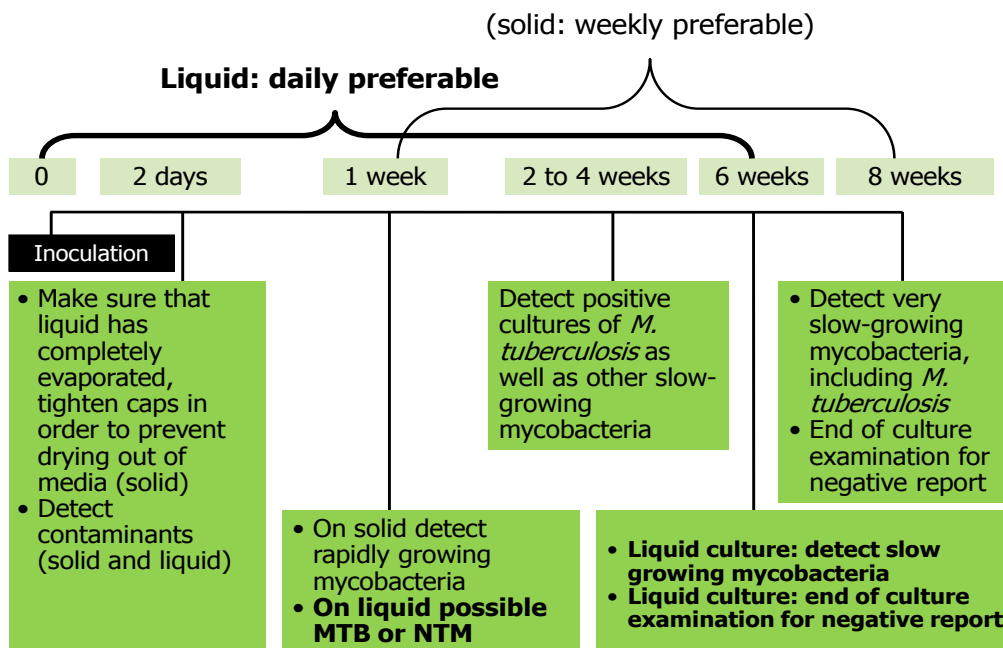 (solid: weekly preferable)
Liquid: daily preferable
0
2 days
1 week
2 to 4 weeks
6 weeks
8 weeks
Inoculation
• Make sure that
liquid has
completely
evaporated,
tighten caps in
order to prevent
drying out of
media (solid)
• Detect
contaminants
(solid and liquid)
• On solid detect
rapidly growing
mycobacteria
• On liquid possible
MTB or NTM
Detect positive
cultures of M.
tuberculosis as
well as other slow-
growing
mycobacteria
• Liquid culture: detect slow
growing mycobacteria
• Liquid culture: end of culture
examination for negative report
• Detect very
slow-growing
mycobacteria,
including M.
tuberculosis
• End of culture
examination for
negative report